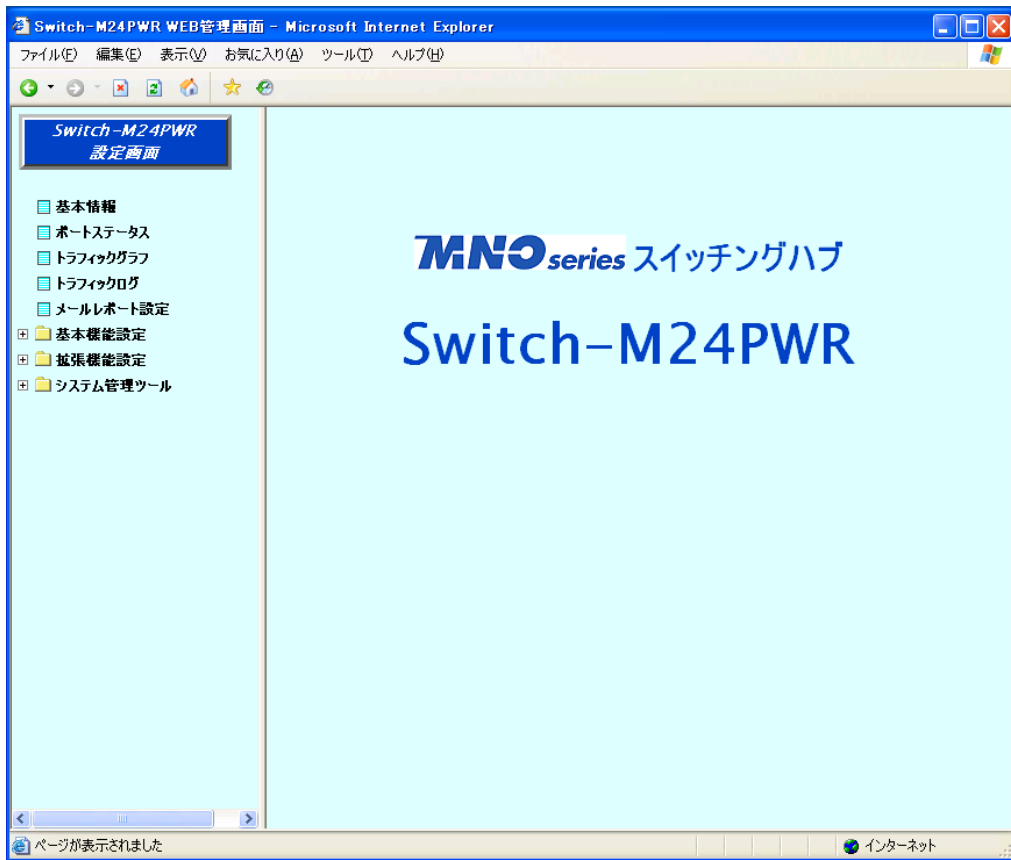 Switch-M24PWR WEB管理画面 - Microsoft Internet Explorer
ファイル(F) 編集(E) 表示(V) お気に入り(A) ツール(T) ヘルプ(H)
Switch-M24PWR
設定画面
基本情報
ポートステータス
トラフィックグラフ
トラフィックログ
メールレポート設定
基本機能設定
拡張機能設定
システム管理ツール
MNO series スイッチングハブ
Switch-M24PWR
ページが表示されました
インターネット